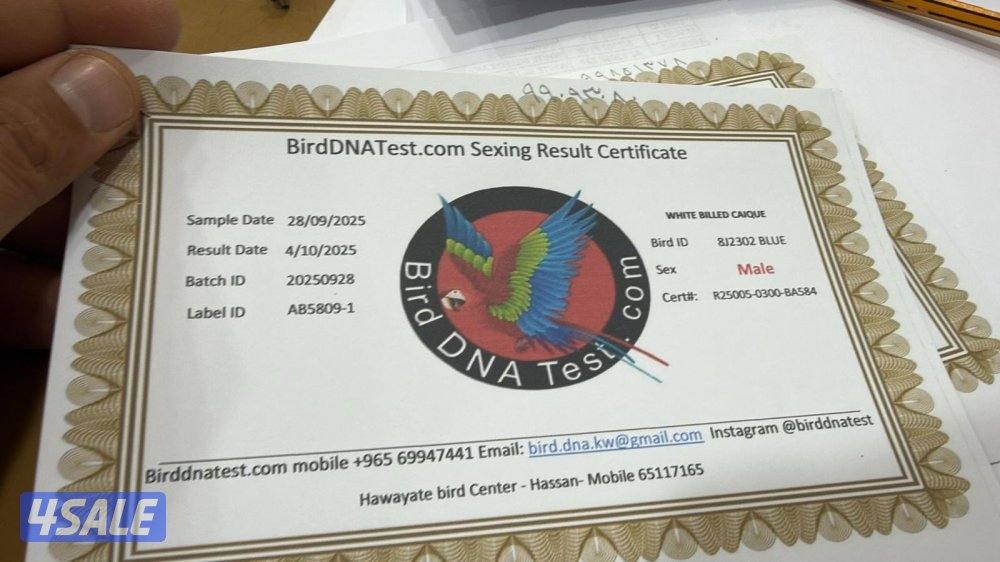 BirdDNATest.com Sexing Result Certificate
Sample Date 28/09/2025
Result Date 4/10/2025
Batch ID 20250928
Label ID AB5809-1
Bird DNA Test.com
WHITE BILLED CAIQUE
Bird ID 8J2302 BLUE
Sex Male
Cert#: R25005-0300-BA584
Birddnatest.com mobile +965 69947441 Email: bird.dna.kw@gmail.com Instagram @birddnatest
Hawayate bird Center - Hassan- Mobile 65117165
4SALE